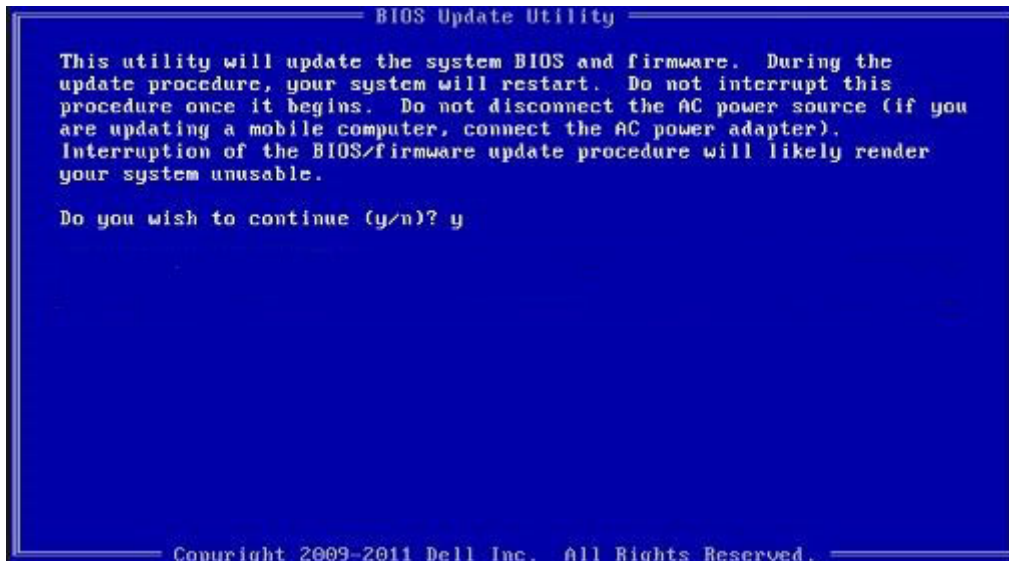 BIOS Update Utility
This utility will update the system BIOS and firmware. During the
update procedure, your system will restart. Do not interrupt this
procedure once it begins. Do not disconnect the AC power source (if you
are updating a mobile computer, connect the AC power adapter).
Interruption of the BIOS/firmware update procedure will likely render
your system unusable.
Do you wish to continue (y/n)? y
Copyright 2009-2011 Dell Inc. All Rights Reserved.